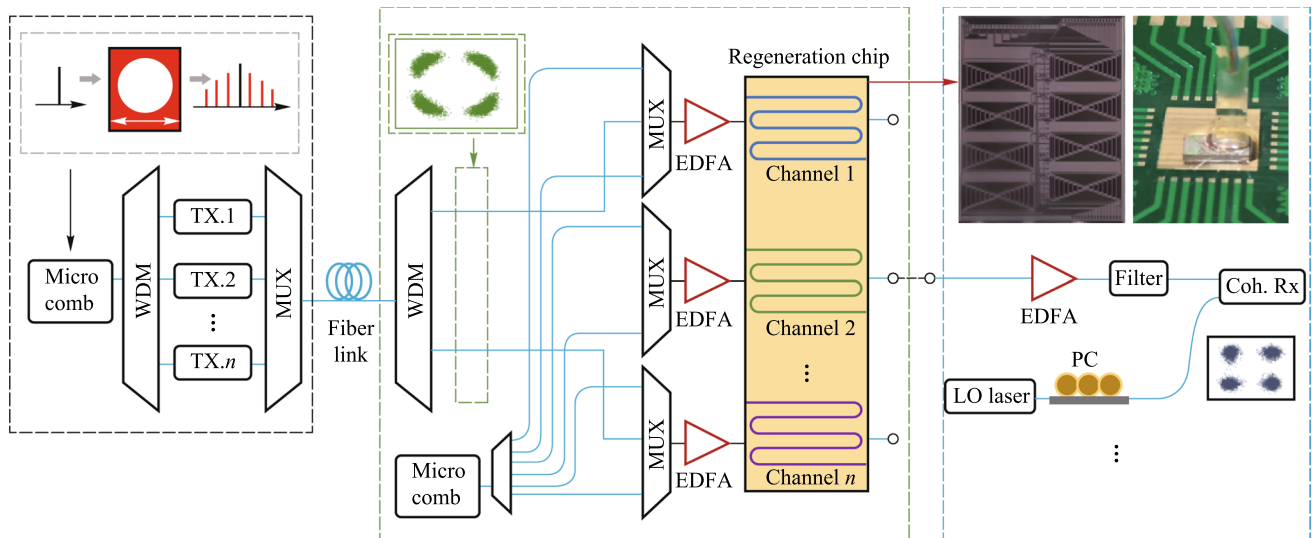 Micro
comb
WDM
TX.1
TX.2
⋮
TX.n
MUX
Fiber
link
WDM
Micro
comb
MUX
EDFA
MUX
EDFA
MUX
EDFA
Regeneration chip
Channel 1
Channel 2
⋮
Channel n
EDFA
Filter
Coh. Rx
PC
LO laser
⋮